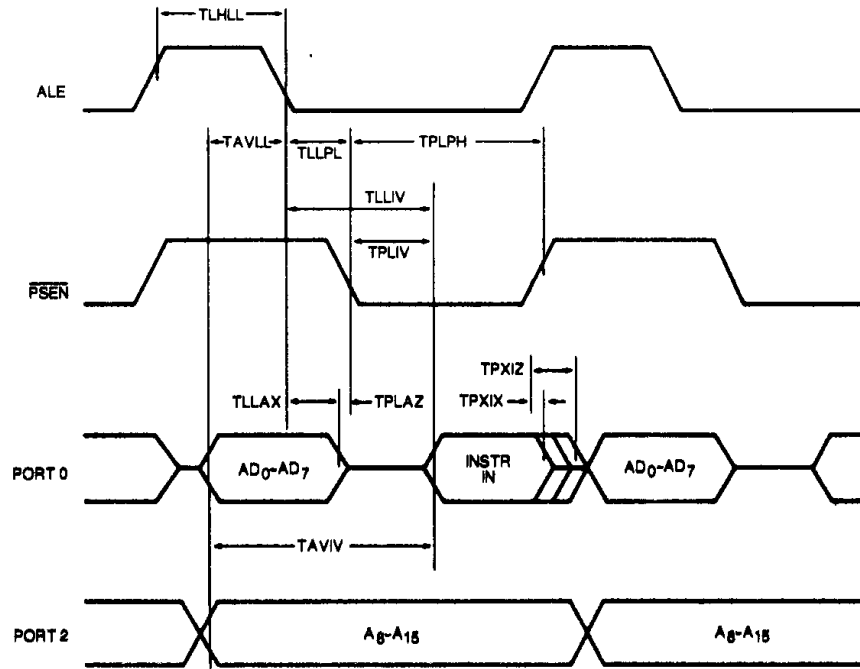 TLHLL
ALE
TAVLL
TLLPL
TPLPH
TLLIV
TPLIV
PSEN
TPXIZ
TLLAX
TPLAZ
TPXIX
PORT 0
AD0-AD7
INSTR
IN
AD0-AD7
TAVIV
PORT 2
A8-A15
A8-A15